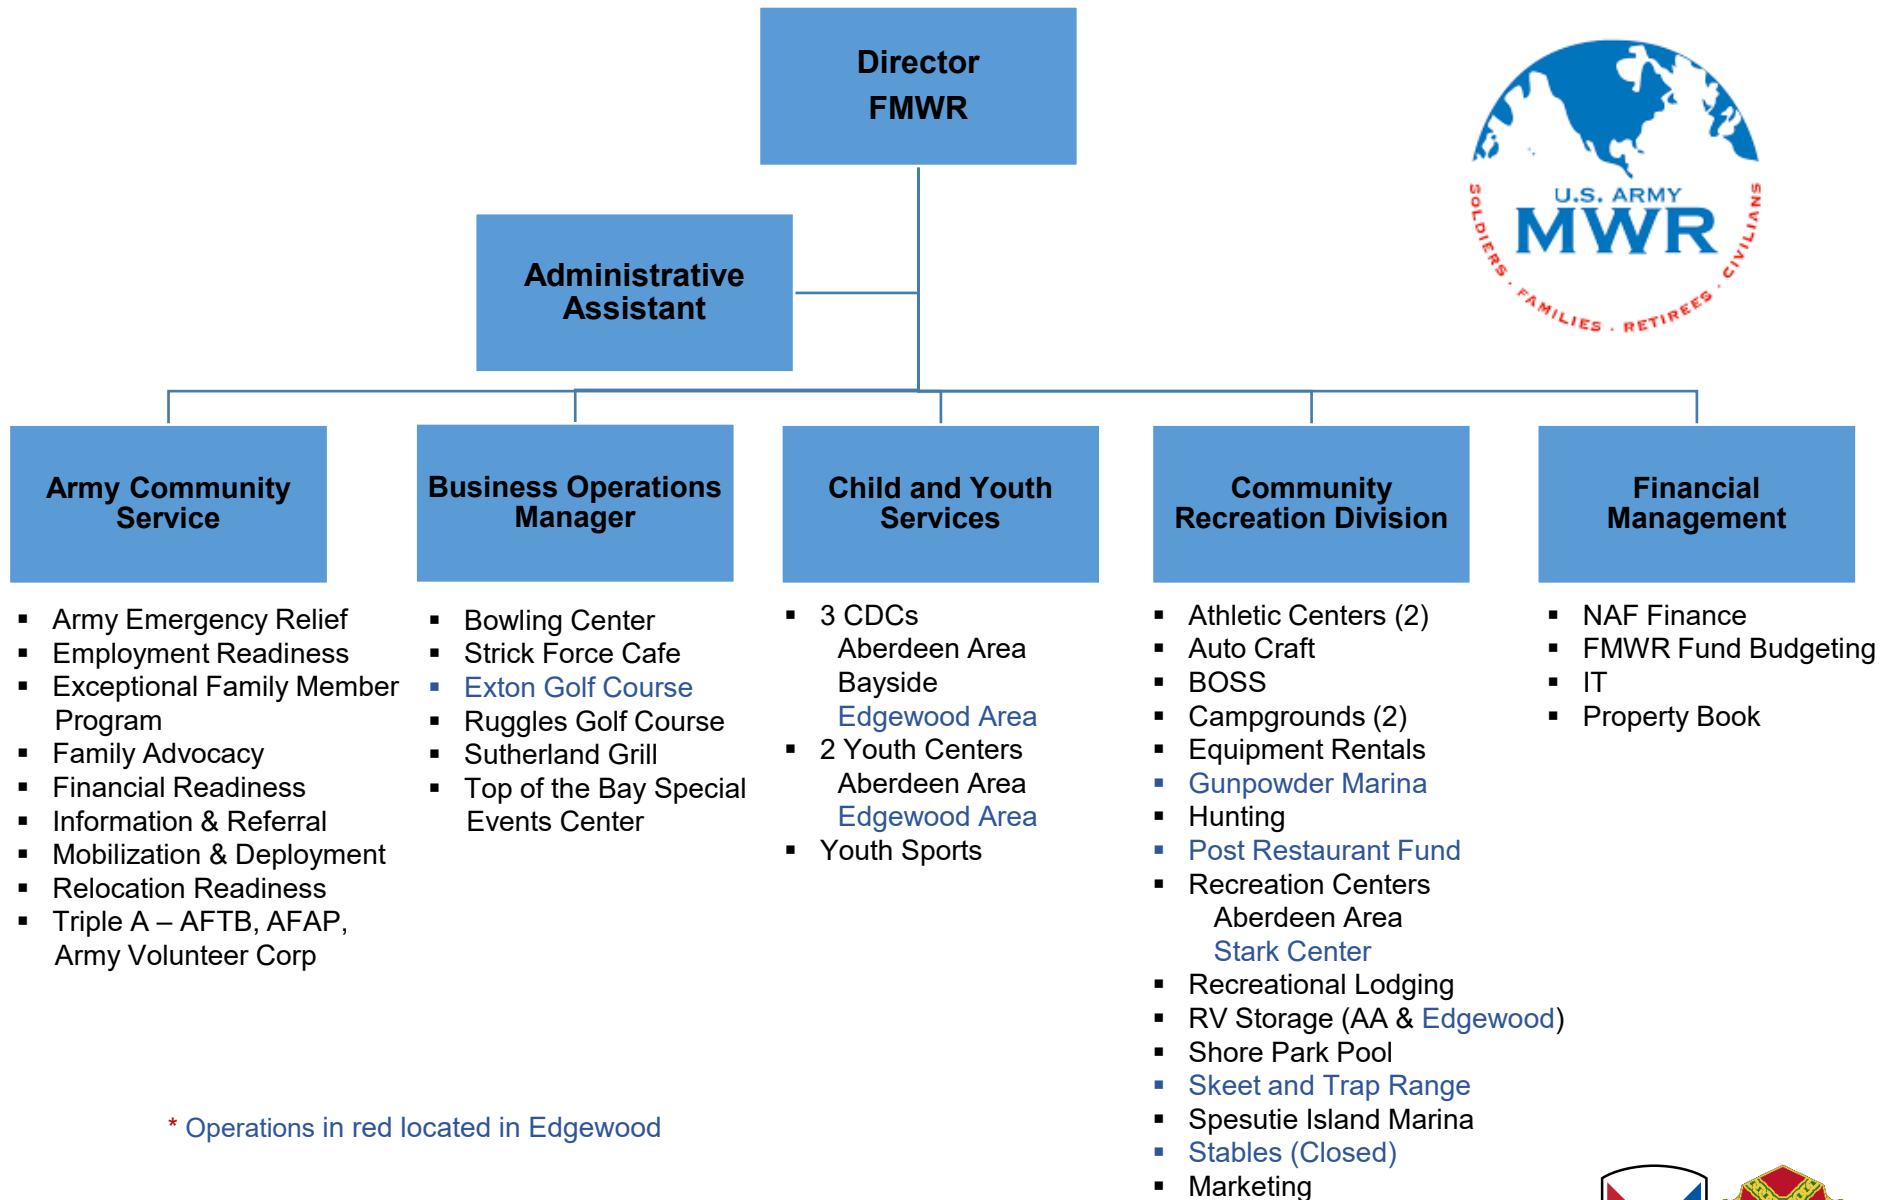 Director
FMWR
U.S. ARMY
MWR
SOLDIERS · FAMILIES · RETIREES · CIVILIANS
Administrative
Assistant
Army Community
Service
▪ Army Emergency Relief
▪ Employment Readiness
▪ Exceptional Family Member
Program
▪ Family Advocacy
▪ Financial Readiness
▪ Information & Referral
▪ Mobilization & Deployment
▪ Relocation Readiness
▪ Triple A – AFTB, AFAP,
Army Volunteer Corp
Business Operations
Manager
▪ Bowling Center
▪ Strick Force Cafe
▪ Exton Golf Course
▪ Ruggles Golf Course
▪ Sutherland Grill
▪ Top of the Bay Special
Events Center
Child and Youth
Services
▪ 3 CDCs
Aberdeen Area
Bayside
Edgewood Area
▪ 2 Youth Centers
Aberdeen Area
Edgewood Area
▪ Youth Sports
Community
Recreation Division
▪ Athletic Centers (2)
▪ Auto Craft
▪ BOSS
▪ Campgrounds (2)
▪ Equipment Rentals
▪ Gunpowder Marina
▪ Hunting
▪ Post Restaurant Fund
▪ Recreation Centers
Aberdeen Area
Stark Center
▪ Recreational Lodging
▪ RV Storage (AA & Edgewood)
▪ Shore Park Pool
▪ Skeet and Trap Range
▪ Spesutie Island Marina
▪ Stables (Closed)
▪ Marketing
Financial
Management
▪ NAF Finance
▪ FMWR Fund Budgeting
▪ IT
▪ Property Book
* Operations in red located in Edgewood